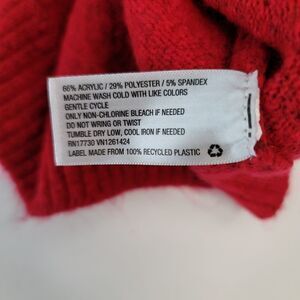 66% ACRYLIC / 29% POLYESTER / 5% SPANDEX
MACHINE WASH COLD WITH LIKE COLORS
GENTLE CYCLE
ONLY NON-CHLORINE BLEACH IF NEEDED
DO NOT WRING OR TWIST
TUMBLE DRY LOW, COOL IRON IF NEEDED
RN17730 VN1261424
LABEL MADE FROM 100% RECYCLED PLASTIC